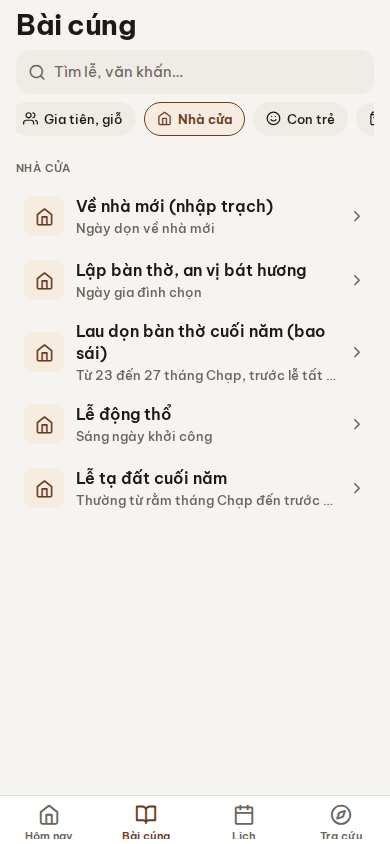 Bài cúng
Tìm lễ, văn khấn...
Gia tiên, giỗ
Nhà cửa
Con trẻ
NHÀ CỬA
Về nhà mới (nhập trạch)
Ngày dọn về nhà mới
Lập bàn thờ, an vị bát hương
Ngày gia đình chọn
Lau dọn bàn thờ cuối năm (bao
sái)
Từ 23 đến 27 tháng Chạp, trước lễ tất ...
Lễ động thổ
Sáng ngày khởi công
Lễ tạ đất cuối năm
Thường từ rằm tháng Chạp đến trước ...
Hôm nay
Bài cúng
Lịch
Tra cứu